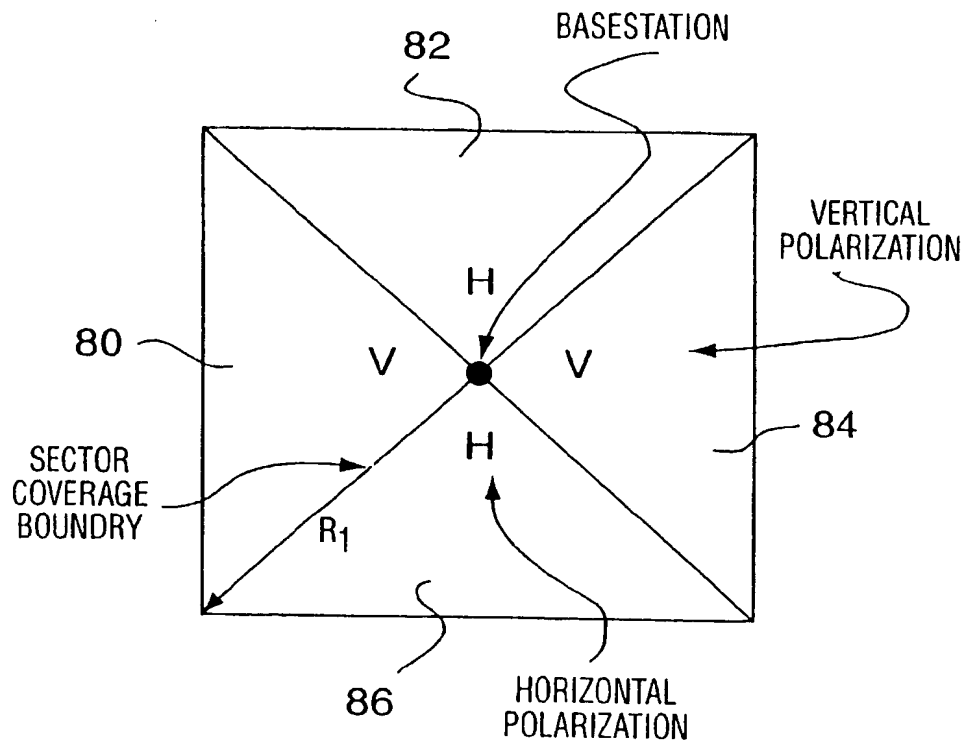 BASESTATION
82
VERTICAL
POLARIZATION
H
80
V
V
84
H
SECTOR
COVERAGE
BOUNDRY
R1
86
HORIZONTAL
POLARIZATION